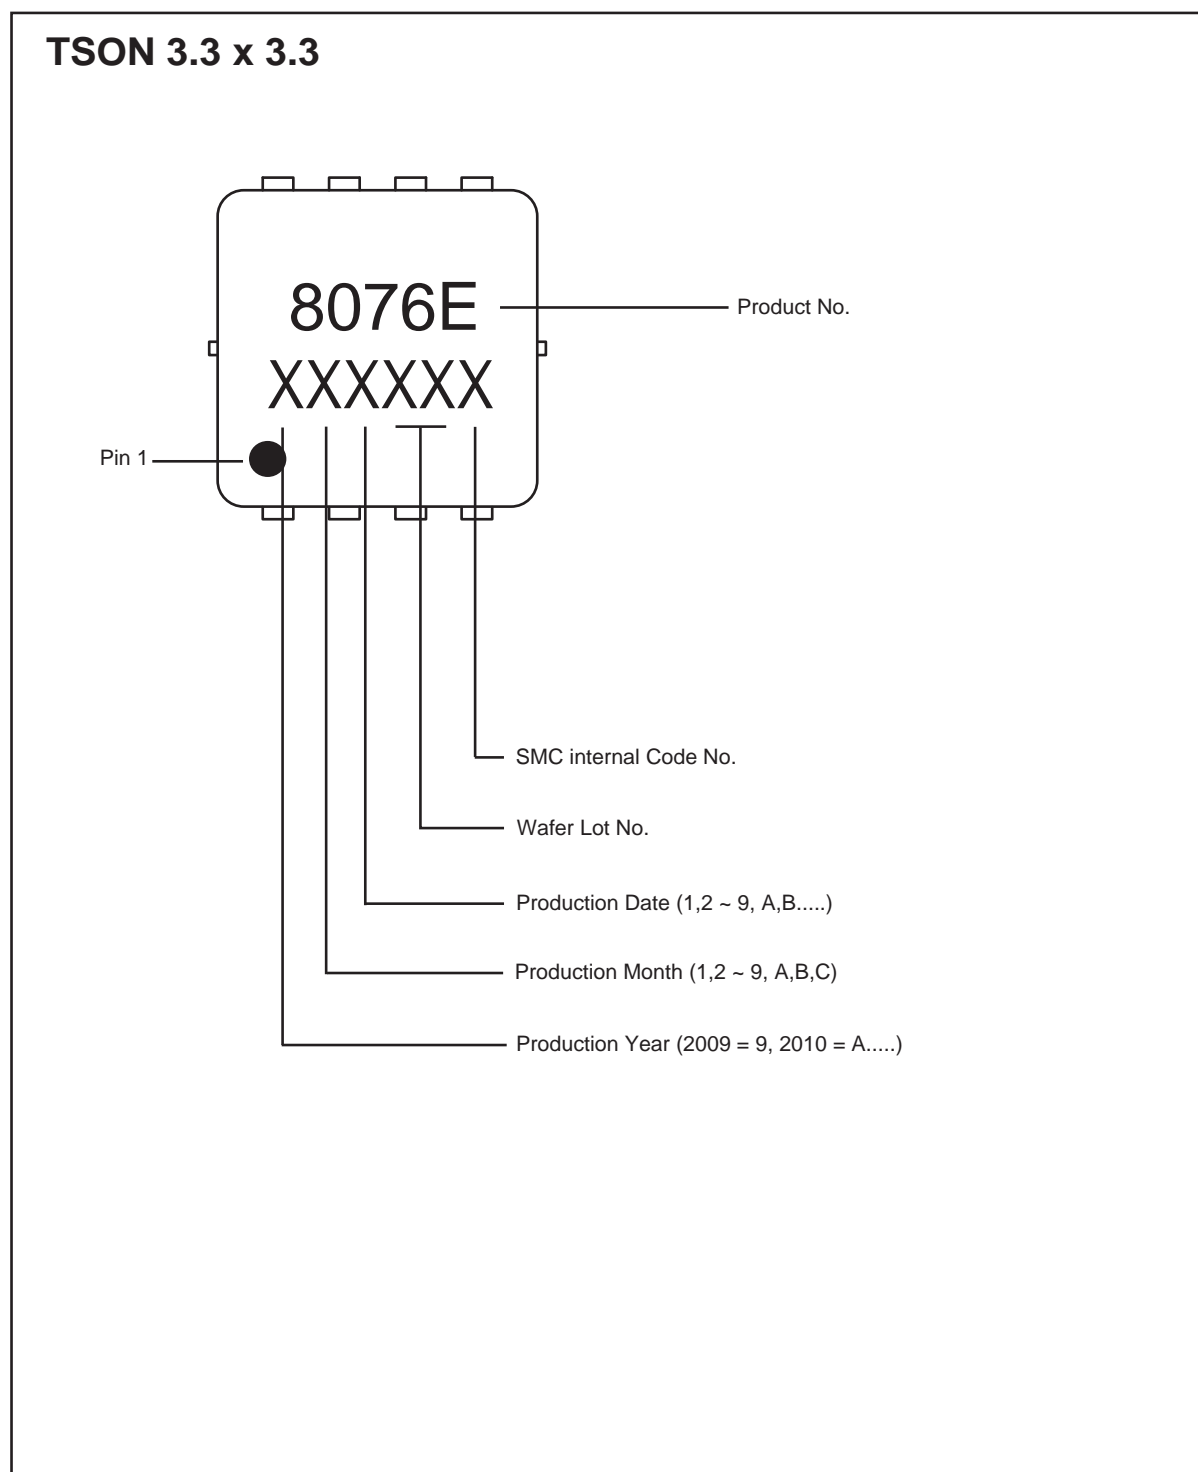 TSON 3.3 x 3.3
8076E
Product No.
XXXXXX
Pin 1
SMC internal Code No.
Wafer Lot No.
Production Date (1,2 ~ 9, A,B.....)
Production Month (1,2 ~ 9, A,B,C)
Production Year (2009 = 9, 2010 = A.....)